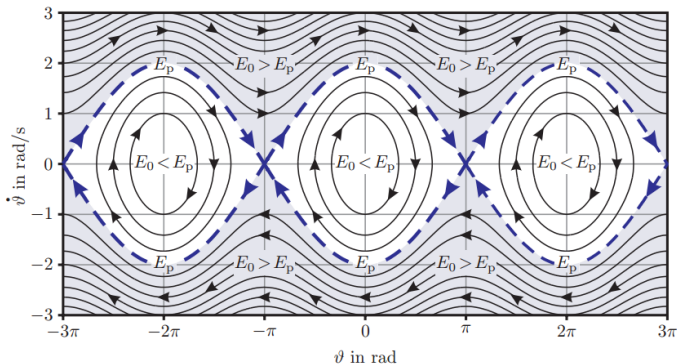 3
2
1
0
−1
−2
−3
ϑ̇ in rad/s
E₀ > Eₚ E₀ > Eₚ
Eₚ Eₚ Eₚ
E₀ < Eₚ E₀ < Eₚ E₀ < Eₚ
Eₚ Eₚ Eₚ
E₀ > Eₚ E₀ > Eₚ
−3π −2π −π 0 π 2π 3π
ϑ in rad